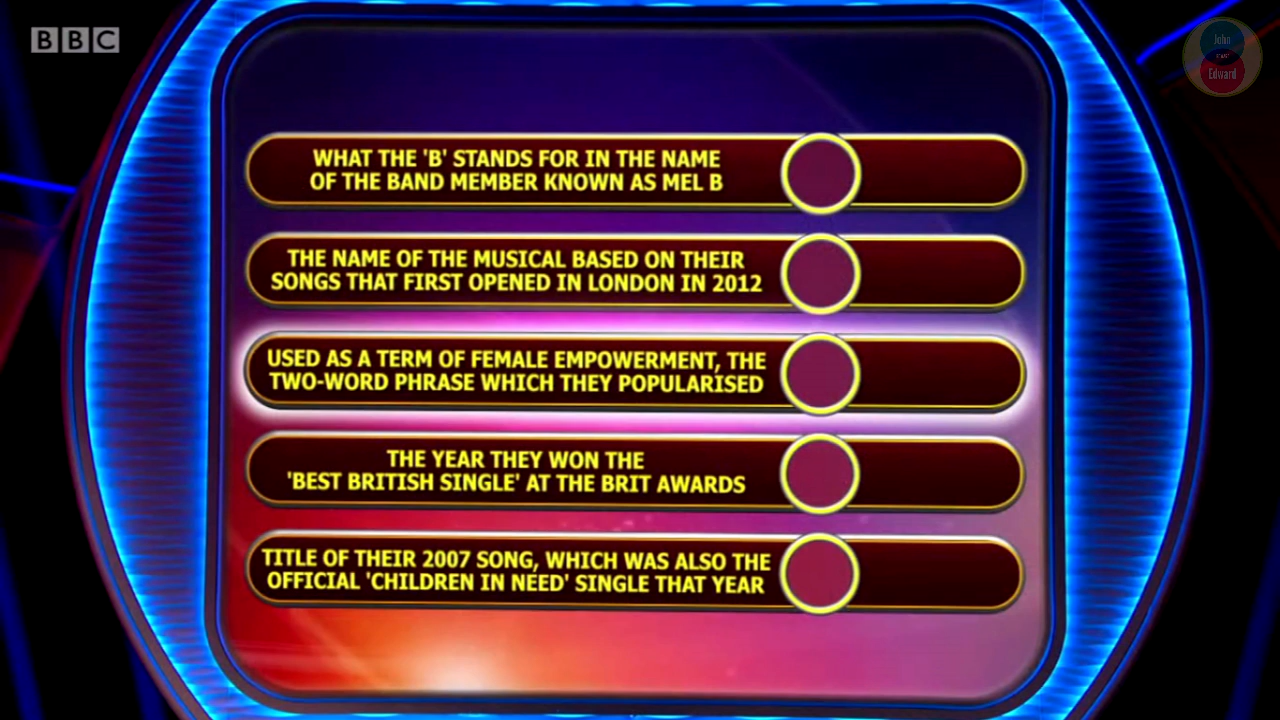 BBC
John
Edward
WHAT THE 'B' STANDS FOR IN THE NAME
OF THE BAND MEMBER KNOWN AS MEL B
THE NAME OF THE MUSICAL BASED ON THEIR
SONGS THAT FIRST OPENED IN LONDON IN 2012
USED AS A TERM OF FEMALE EMPOWERMENT, THE
TWO-WORD PHRASE WHICH THEY POPULARISED
THE YEAR THEY WON THE
'BEST BRITISH SINGLE' AT THE BRIT AWARDS
TITLE OF THEIR 2007 SONG, WHICH WAS ALSO THE
OFFICIAL 'CHILDREN IN NEED' SINGLE THAT YEAR